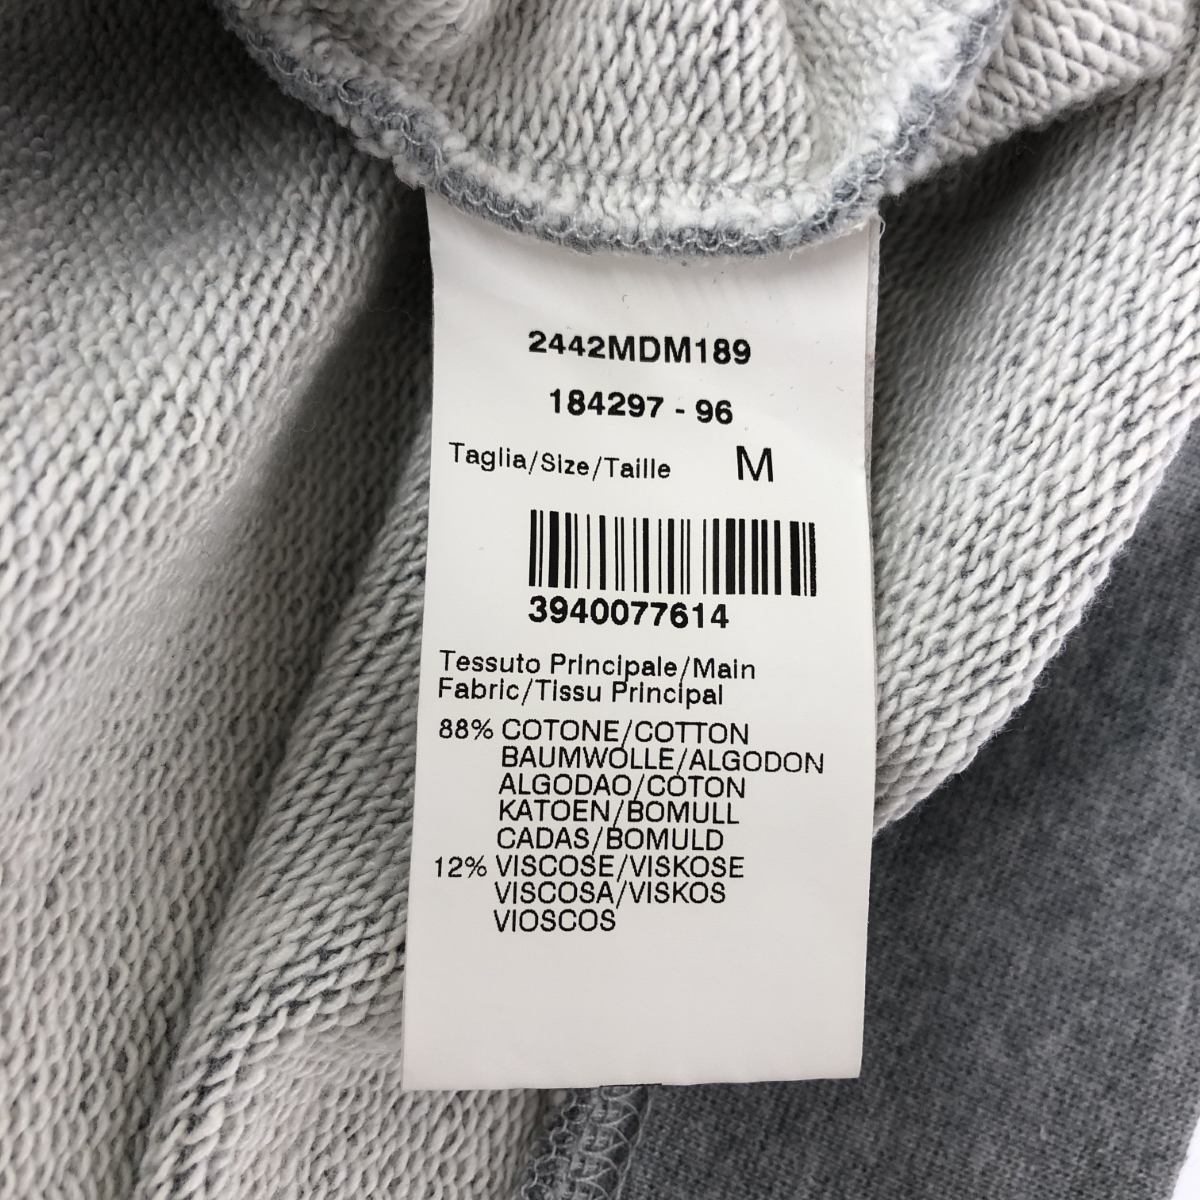 2442MDM189
184297 - 96
Taglia/Size/Taille M
3940077614
Tessuto Principale/Main
Fabric/Tissu Principal
88% COTONE/COTTON
BAUMWOLLE/ALGODON
ALGODAO/COTON
KATOEN/BOMULL
CADAS/BOMULD
12% VISCOSE/VISKOSE
VISCOSA/VISKOS
VIOSCOS